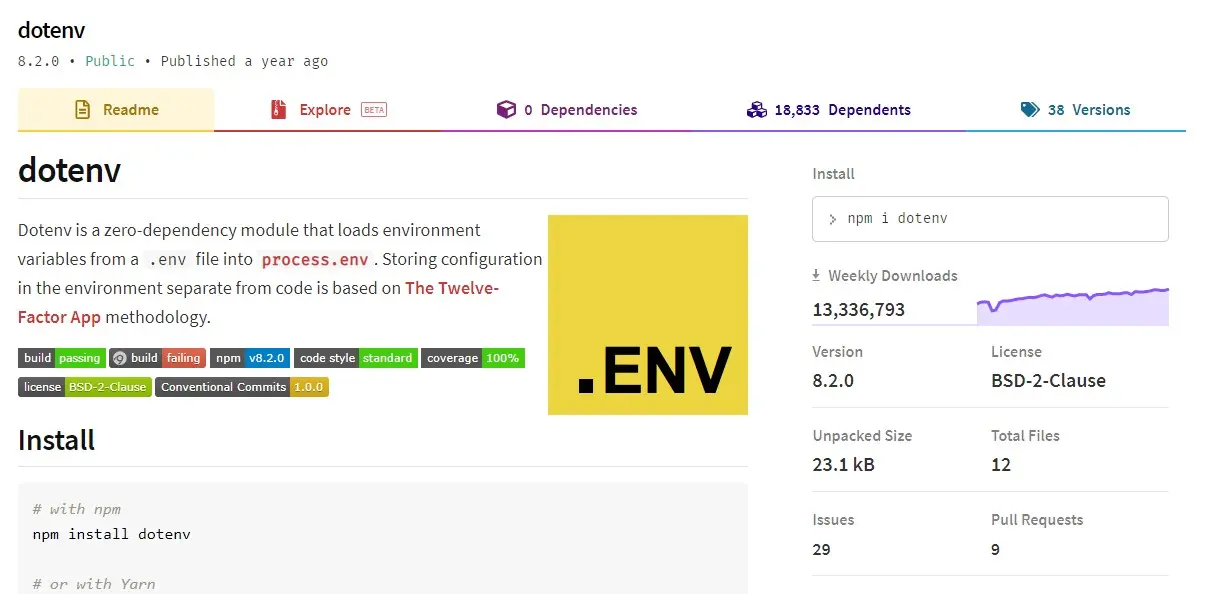 dotenv
8.2.0 • Public • Published a year ago
Readme
Explore BETA
0 Dependencies
18,833 Dependents
38 Versions
dotenv
Dotenv is a zero-dependency module that loads environment
variables from a .env file into process.env. Storing configuration
in the environment separate from code is based on The Twelve-
Factor App methodology.
.ENV
build passing build failing npm v8.2.0 code style standard coverage 100%
license BSD-2-Clause Conventional Commits 1.0.0
Install
# with npm
npm install dotenv
# or with Yarn
Install
> npm i dotenv
Weekly Downloads
13,336,793
Version
8.2.0
License
BSD-2-Clause
Unpacked Size
23.1 kB
Total Files
12
Issues
29
Pull Requests
9